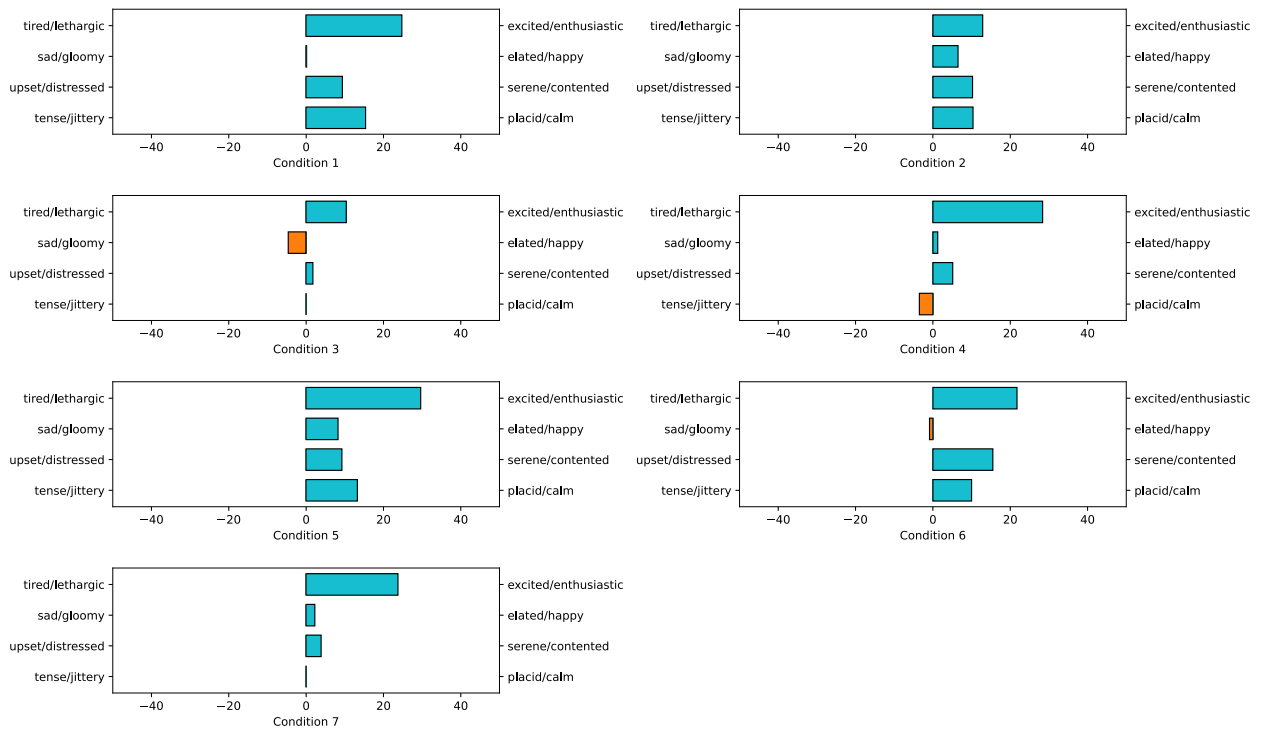 tired/lethargic excited/enthusiastic
sad/gloomy elated/happy
upset/distressed serene/contented
tense/jittery placid/calm
−40 −20 0 20 40
Condition 1
tired/lethargic excited/enthusiastic
sad/gloomy elated/happy
upset/distressed serene/contented
tense/jittery placid/calm
−40 −20 0 20 40
Condition 2
tired/lethargic excited/enthusiastic
sad/gloomy elated/happy
upset/distressed serene/contented
tense/jittery placid/calm
−40 −20 0 20 40
Condition 3
tired/lethargic excited/enthusiastic
sad/gloomy elated/happy
upset/distressed serene/contented
tense/jittery placid/calm
−40 −20 0 20 40
Condition 4
tired/lethargic excited/enthusiastic
sad/gloomy elated/happy
upset/distressed serene/contented
tense/jittery placid/calm
−40 −20 0 20 40
Condition 5
tired/lethargic excited/enthusiastic
sad/gloomy elated/happy
upset/distressed serene/contented
tense/jittery placid/calm
−40 −20 0 20 40
Condition 6
tired/lethargic excited/enthusiastic
sad/gloomy elated/happy
upset/distressed serene/contented
tense/jittery placid/calm
−40 −20 0 20 40
Condition 7